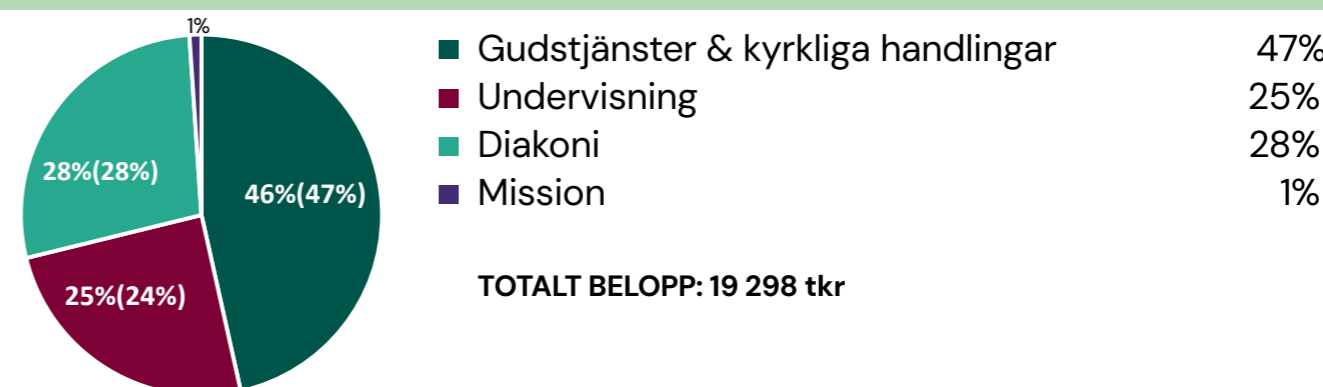 1%
28%(28%)
46%(47%)
25%(24%)
Gudstjänster & kyrkliga handlingar 47%
Undervisning 25%
Diakoni 28%
Mission 1%
TOTALT BELOPP: 19 298 tkr